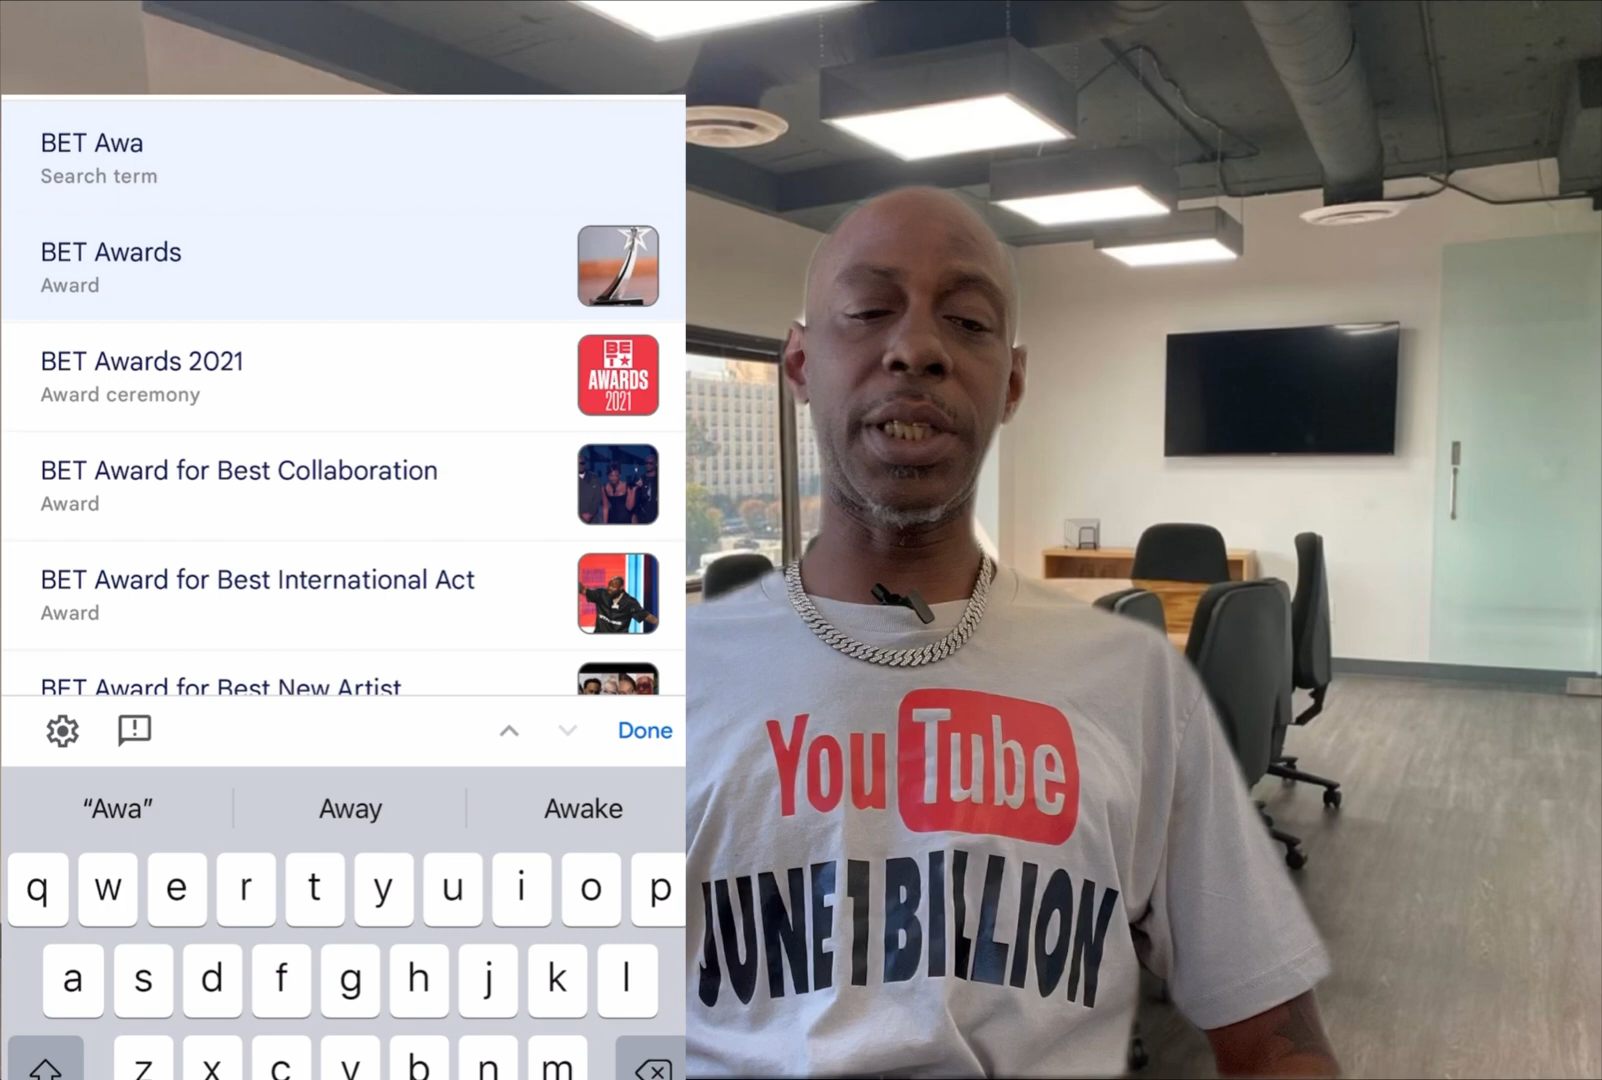 BET Awa
Search term
BET Awards
Award
BET Awards 2021
Award ceremony
BET
AWARDS
2021
BET Award for Best Collaboration
Award
BET Award for Best International Act
Award
BET Award for Best New Artist
Done
“Awa”
Away
Awake
q w e r t y u i o p
a s d f g h j k l
z x c v b n m
YouTube
JUNE 1 BILLION